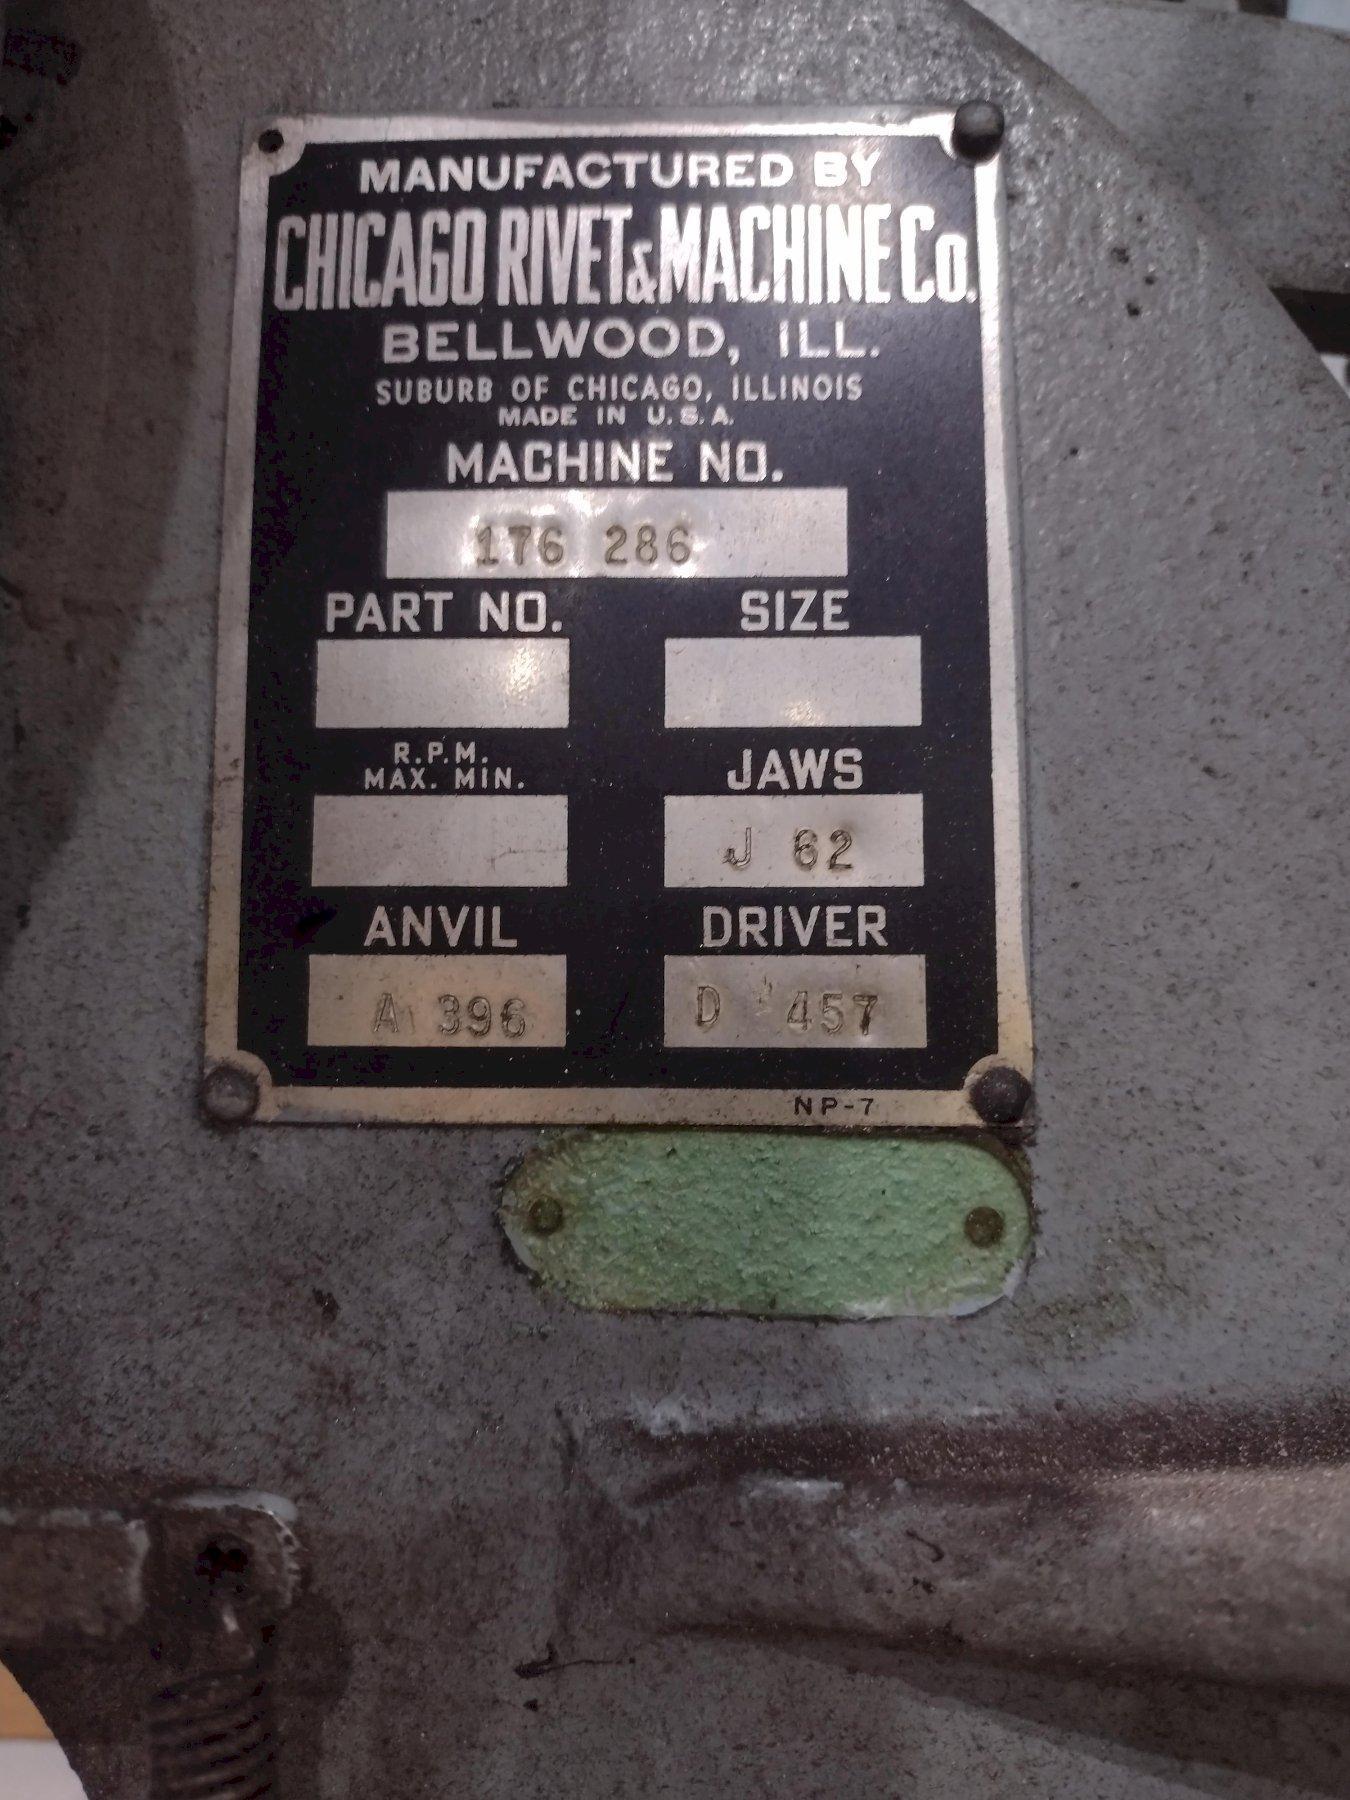 MANUFACTURED BY
CHICAGO RIVET & MACHINE Co.
BELLWOOD, ILL.
SUBURB OF CHICAGO, ILLINOIS
MADE IN U.S.A.
MACHINE NO.
176 286
PART NO. SIZE
R.P.M.
MAX. MIN. JAWS
J 62
ANVIL DRIVER
A 396 D 457
NP-7